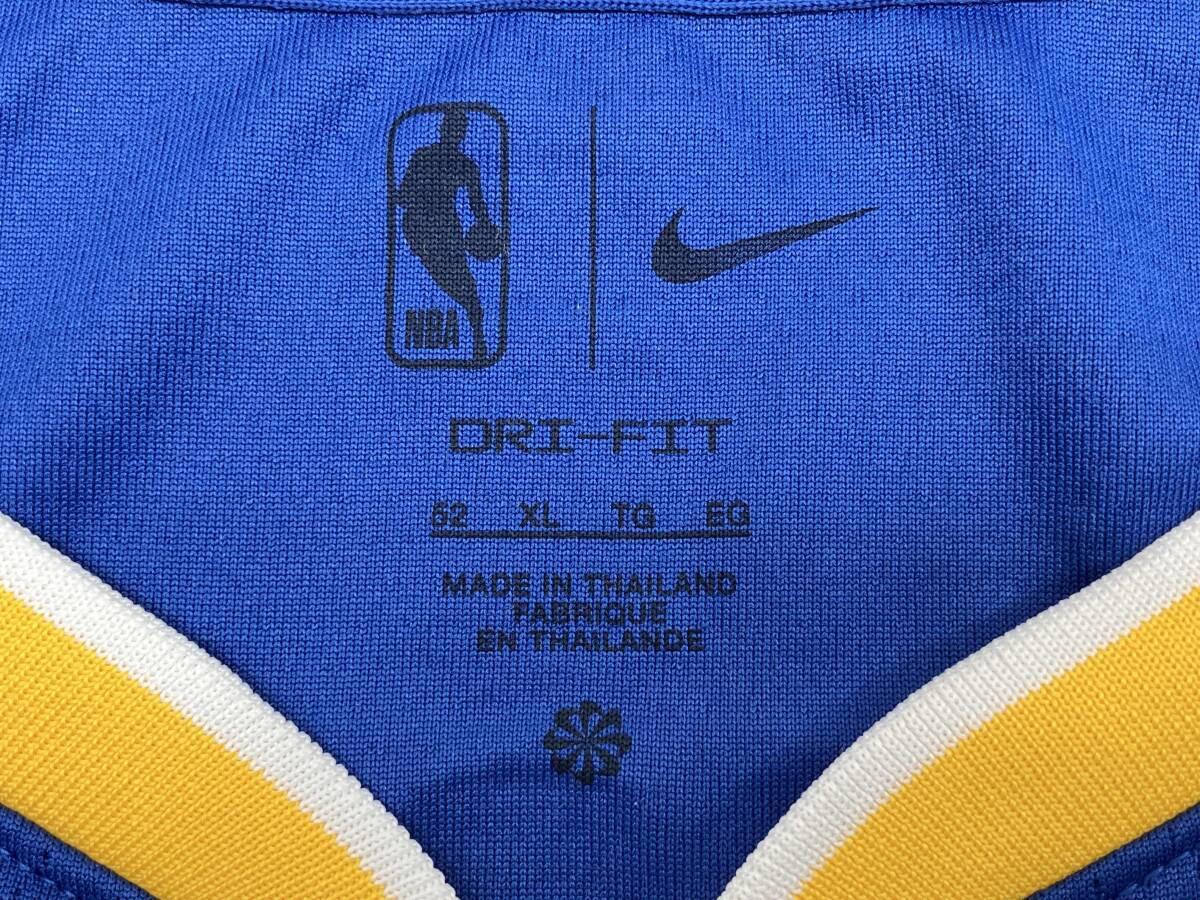 NBA
DRI-FIT
52 XL TG EG
MADE IN THAILAND
FABRIQUE
EN THAILANDE